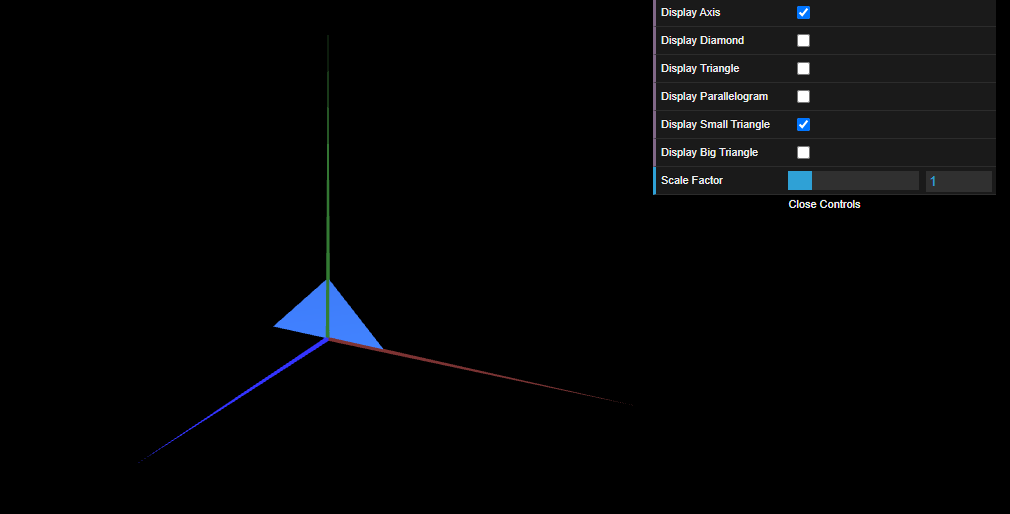 Display Axis
Display Diamond
Display Triangle
Display Parallelogram
Display Small Triangle
Display Big Triangle
Scale Factor 1
Close Controls